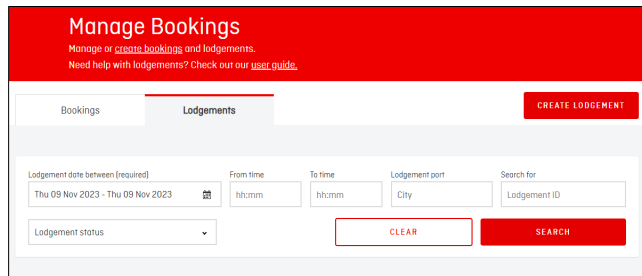 Manage Bookings
Manage or create bookings and lodgements.
Need help with lodgements? Check out our user guide.
Bookings
Lodgements
CREATE LODGEMENT
Lodgement date between (required)
From time
To time
Lodgement port
Search for
Thu 09 Nov 2023 - Thu 09 Nov 2023
hh:mm
hh:mm
City
Lodgement ID
Lodgement status
CLEAR
SEARCH